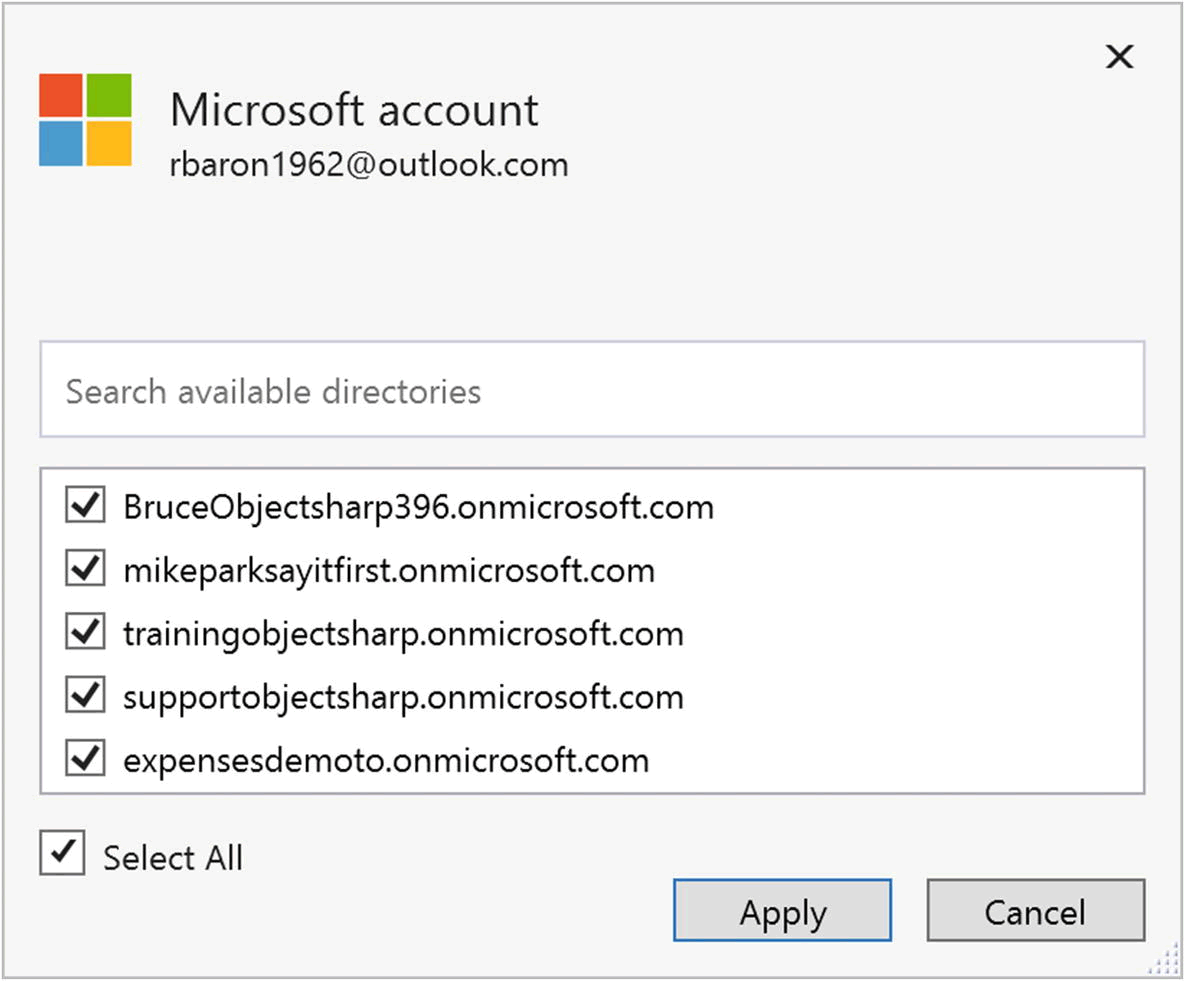 Microsoft account
rbaron1962@outlook.com
Search available directories
BruceObjectsharp396.onmicrosoft.com
mikeparksayitfirst.onmicrosoft.com
trainingobjectsharp.onmicrosoft.com
supportobjectsharp.onmicrosoft.com
expensesdemoto.onmicrosoft.com
Select All
Apply Cancel